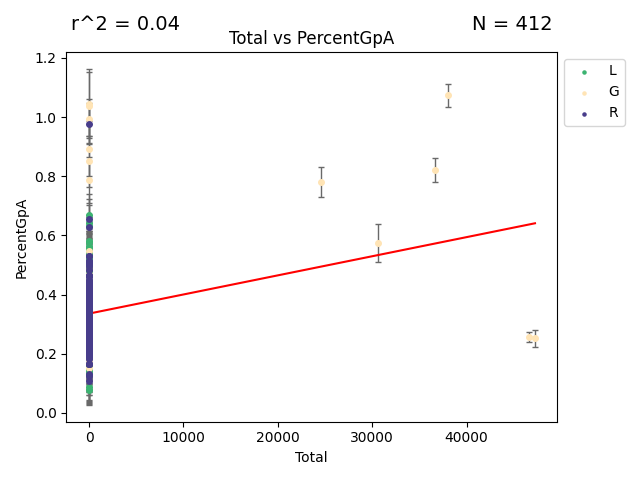 r^2 = 0.04
N = 412
Total vs PercentGpA
1.2
1.0
0.8
0.6
0.4
0.2
0.0
PercentGpA
0
10000
20000
30000
40000
Total
L
G
R